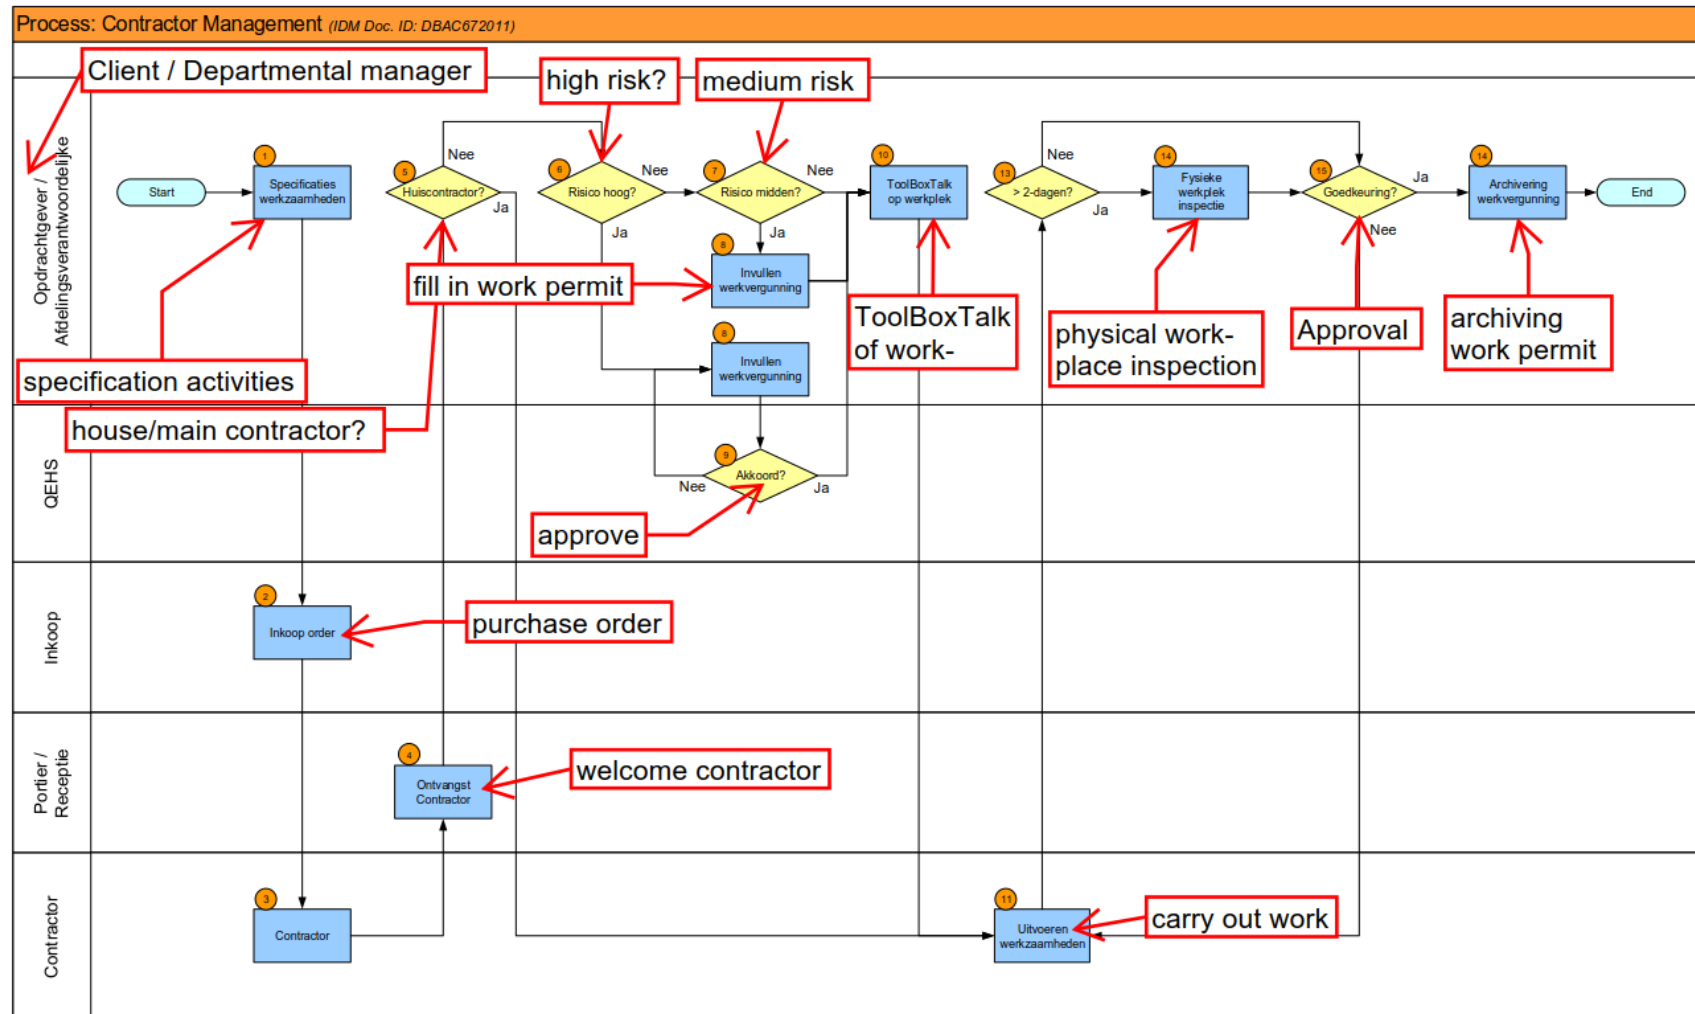 Process: Contractor Management (IDM Doc. ID: DBAC672011)
Client / Departmental manager
high risk?
medium risk
Opdrachtgever /
Afdelingsverantwoordelijke
Start
1
Specificaties
werkzaamheden
5
Huiscontractor?
Nee
Ja
6
Risico hoog?
Nee
Ja
7
Risico midden?
Nee
Ja
10
ToolBoxTalk
op werkplek
13
> 2-dagen?
Nee
Ja
14
Fysieke
werkplek
inspectie
15
Goedkeuring?
Ja
Nee
14
Archivering
werkvergunning
End
8
Invullen
werkvergunning
fill in work permit
ToolBoxTalk
of work-
physical work-
place inspection
Approval
archiving
work permit
8
Invullen
werkvergunning
specification activities
house/main contractor?
QEHS
9
Akkoord?
Nee
Ja
approve
Inkoop
2
Inkoop order
purchase order
Portier /
Receptie
4
Ontvangst
Contractor
welcome contractor
Contractor
3
Contractor
11
Uitvoeren
werkzaamheden
carry out work